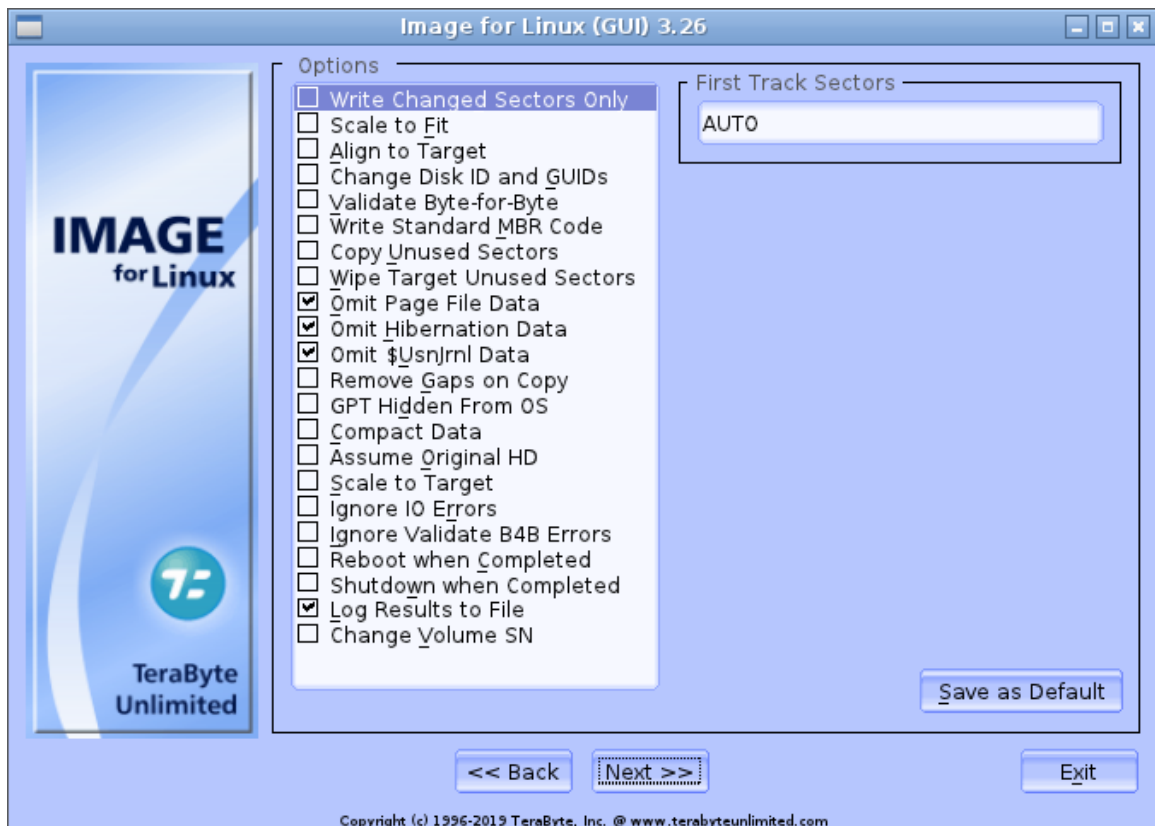 Image for Linux (GUI) 3.26
IMAGE
for Linux
TeraByte
Unlimited
Options
Write Changed Sectors Only
Scale to Fit
Align to Target
Change Disk ID and GUIDs
Validate Byte-for-Byte
Write Standard MBR Code
Copy Unused Sectors
Wipe Target Unused Sectors
Omit Page File Data
Omit Hibernation Data
Omit $UsnJrnl Data
Remove Gaps on Copy
GPT Hidden From OS
Compact Data
Assume Original HD
Scale to Target
Ignore IO Errors
Ignore Validate B4B Errors
Reboot when Completed
Shutdown when Completed
Log Results to File
Change Volume SN
First Track Sectors
AUTO
Save as Default
<< Back
Next >>
Exit
Copyright (c) 1996-2019 TeraByte, Inc. @ www.terabyteunlimited.com